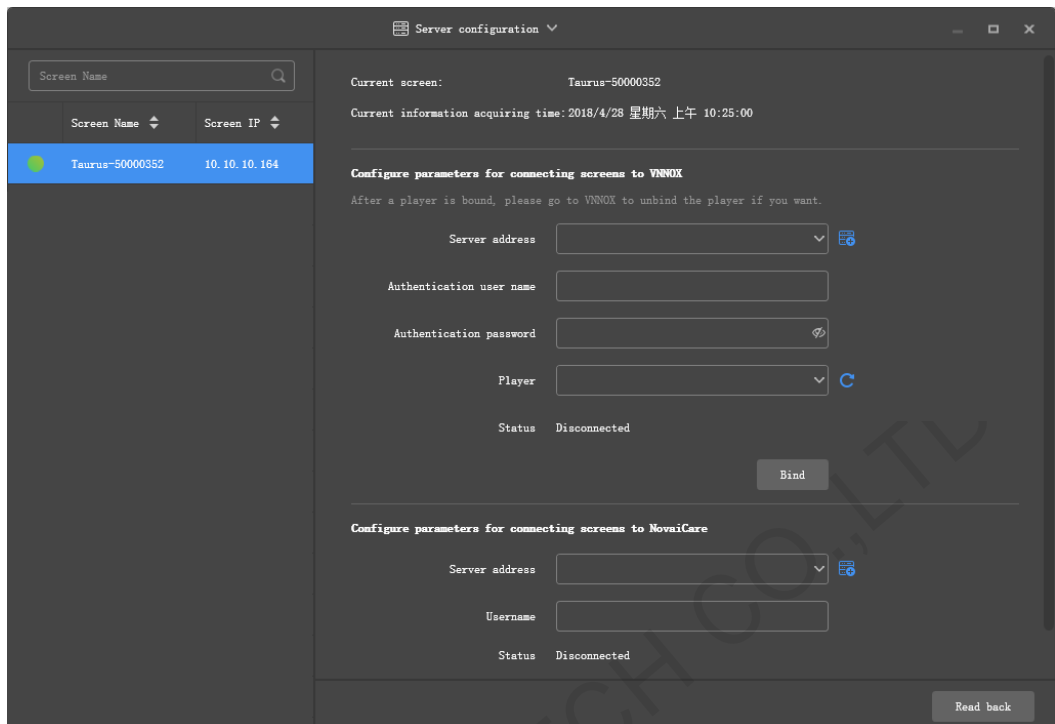 Server configuration
Screen Name
Screen Name Screen IP
Taurus-50000352 10.10.10.164
Current screen: Taurus-50000352
Current information acquiring time: 2018/4/28 星期六 上午 10:25:00
Configure parameters for connecting screens to VNNOX
After a player is bound, please go to VNNOX to unbind the player if you want.
Server address
Authentication user name
Authentication password
Player
Status Disconnected
Bind
Configure parameters for connecting screens to NovaiCare
Server address
Username
Status Disconnected
Read back
CH CO.,LTD